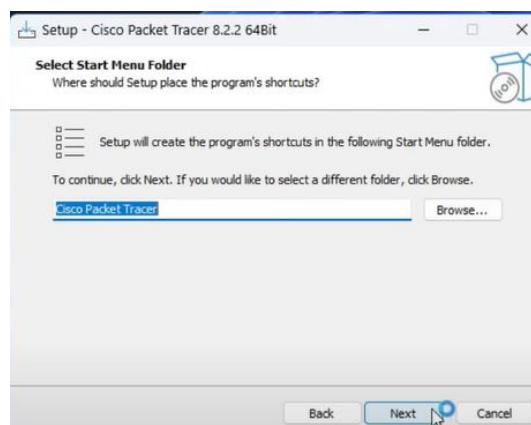 Setup - Cisco Packet Tracer 8.2.2 64Bit
Select Start Menu Folder
Where should Setup place the program's shortcuts?
Setup will create the program's shortcuts in the following Start Menu folder.
To continue, click Next. If you would like to select a different folder, click Browse.
Cisco Packet Tracer
Browse...
Back
Next
Cancel